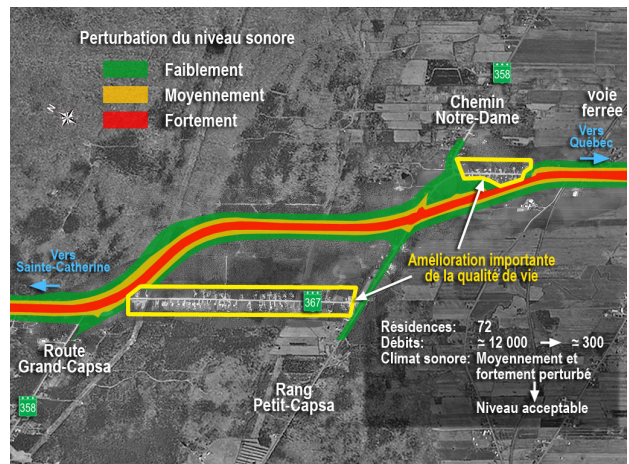 Perturbation du niveau sonore
Faiblement
Moyennement
Fortement
N
358
Chemin
Notre-Dame
voie
ferrée
Vers
Québec
Vers
Sainte-Catherine
Amélioration importante
de la qualité de vie
367
Route
Grand-Capsa
358
Rang
Petit-Capsa
Résidences: 72
Débits: ≃ 12 000 ≃ 300
Climat sonore: Moyennement et
fortement perturbé
Niveau acceptable